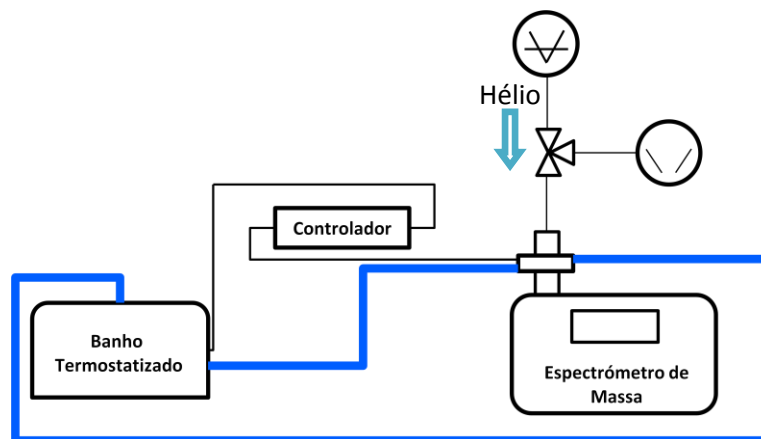 Hélio
Controlador
Banho
Termostatizado
Espectrómetro de
Massa